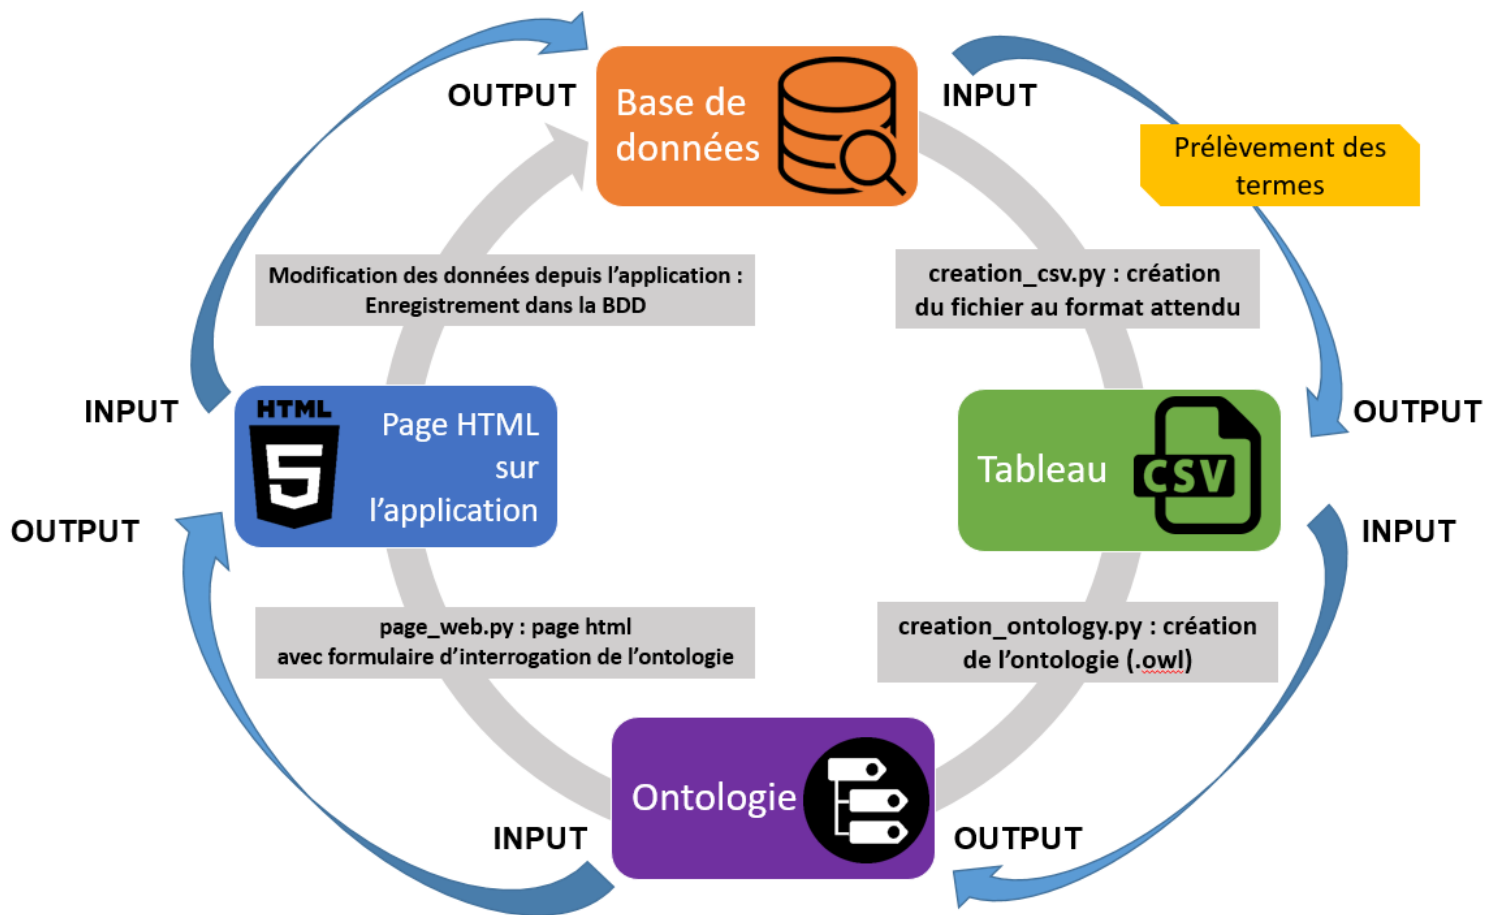 OUTPUT
Base de
données
INPUT
Prélèvement des
termes
Modification des données depuis l'application :
Enregistrement dans la BDD
creation_csv.py : création
du fichier au format attendu
INPUT
HTML
5
Page HTML
sur
l'application
OUTPUT
Tableau
CSV
OUTPUT
INPUT
page_web.py : page html
avec formulaire d'interrogation de l'ontologie
creation_ontology.py : création
de l'ontologie (.owl)
Ontologie
INPUT
OUTPUT